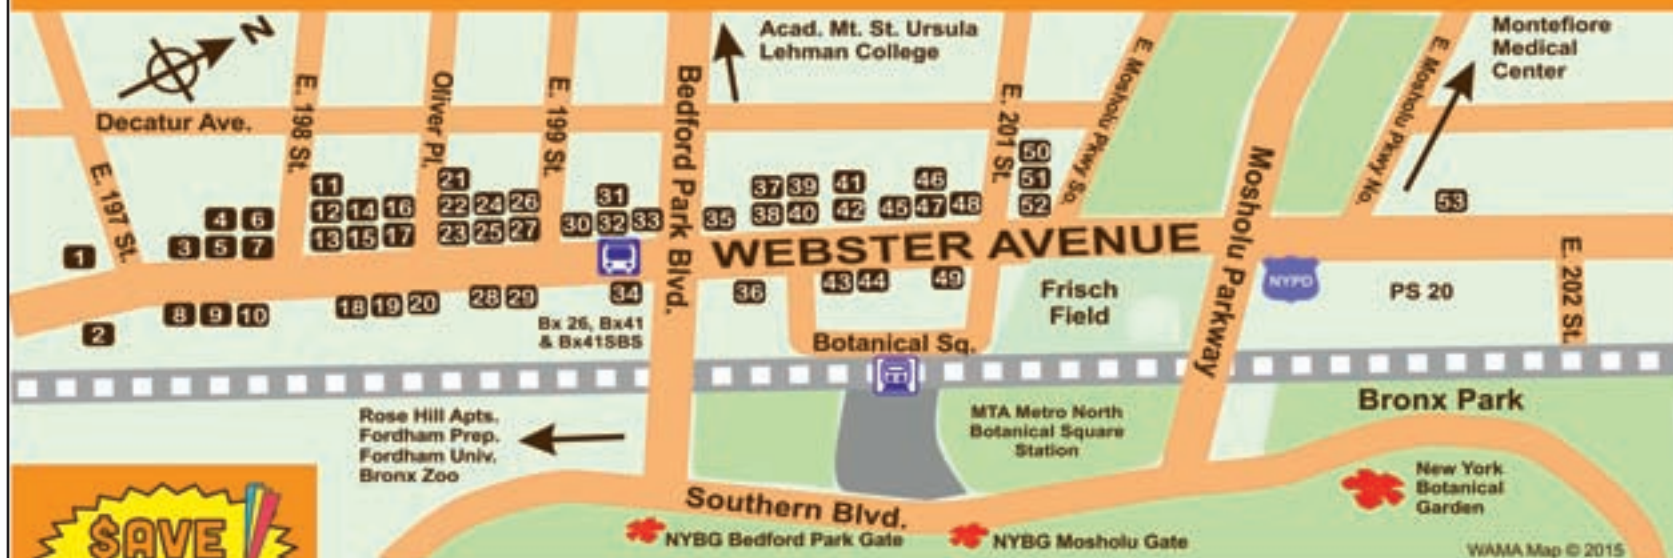 N
Acad. Mt. St. Ursula
Lehman College
Montefiore
Medical
Center
Decatur Ave.
E. 197 St.
E. 198 St.
Oliver Pl.
E. 199 St.
Bedford Park Blvd.
E. 201 St.
E. Mosholu Pkwy So.
Mosholu Parkway
E. Mosholu Pkwy No.
E. 202 St.
1
2
3
4
5
6
7
8
9
10
11
12
13
14
15
16
17
18
19
20
21
22
23
24
25
26
27
28
29
30
31
32
33
34
35
36
37
38
39
40
41
42
43
44
45
46
47
48
49
50
51
52
53
WEBSTER AVENUE
Bx 26, Bx41
& Bx41SBS
Botanical Sq.
Frisch
Field
NYPD
PS 20
Rose Hill Apts.
Fordham Prep.
Fordham Univ.
Bronx Zoo
MTA Metro North
Botanical Square
Station
Bronx Park
Southern Blvd.
NYBG Bedford Park Gate
NYBG Mosholu Gate
New York
Botanical
Garden
$AVE
WAMA Map © 2015